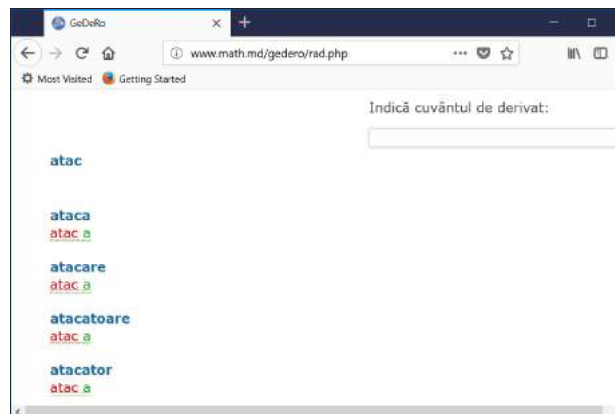 GeDeRo
www.math.md/gedero/rad.php
Most Visited Getting Started
Indică cuvântul de derivat:
atac
ataca
atac a
atacare
atac a
atacatoare
atac a
atacator
atac a